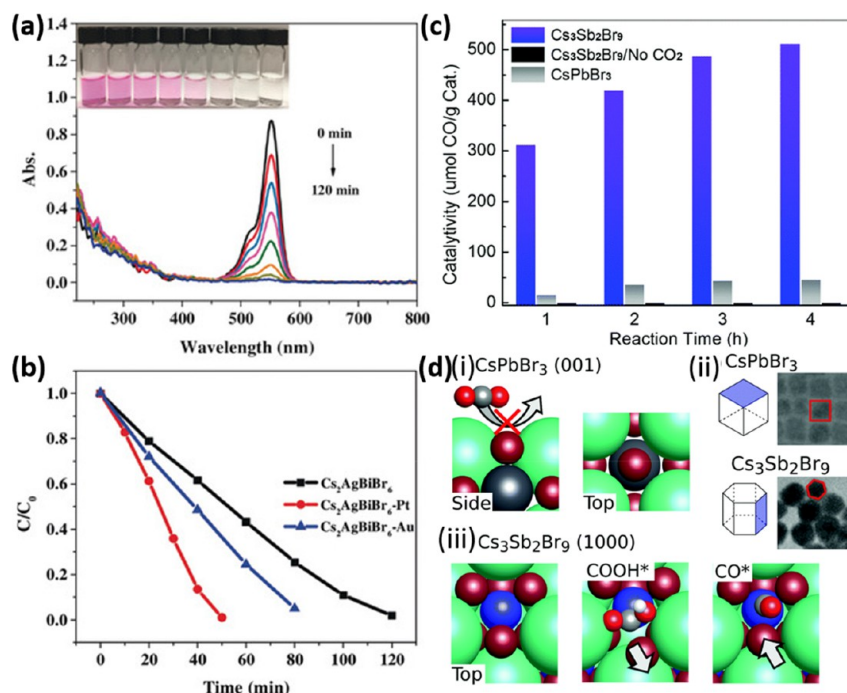 (a)
1.4
1.2
1.0
0.8
0.6
0.4
0.2
0.0
Abs.
0 min
120 min
300 400 500 600 700 800
Wavelength (nm)
(b)
1.0
0.8
0.6
0.4
0.2
0.0
C/C₀
Cs₂AgBiBr₆
Cs₂AgBiBr₆-Pt
Cs₂AgBiBr₆-Au
0 20 40 60 80 100 120
Time (min)
(c)
Cs₃Sb₂Br₉
Cs₃Sb₂Br₉/No CO₂
CsPbBr₃
500
400
300
200
100
0
Catalytivity (umol CO/g Cat.)
1 2 3 4
Reaction Time (h)
(d) (i) CsPbBr₃ (001)
Side
Top
(ii)
CsPbBr₃
Cs₃Sb₂Br₉
(iii) Cs₃Sb₂Br₉ (1000)
Top
COOH*
CO*